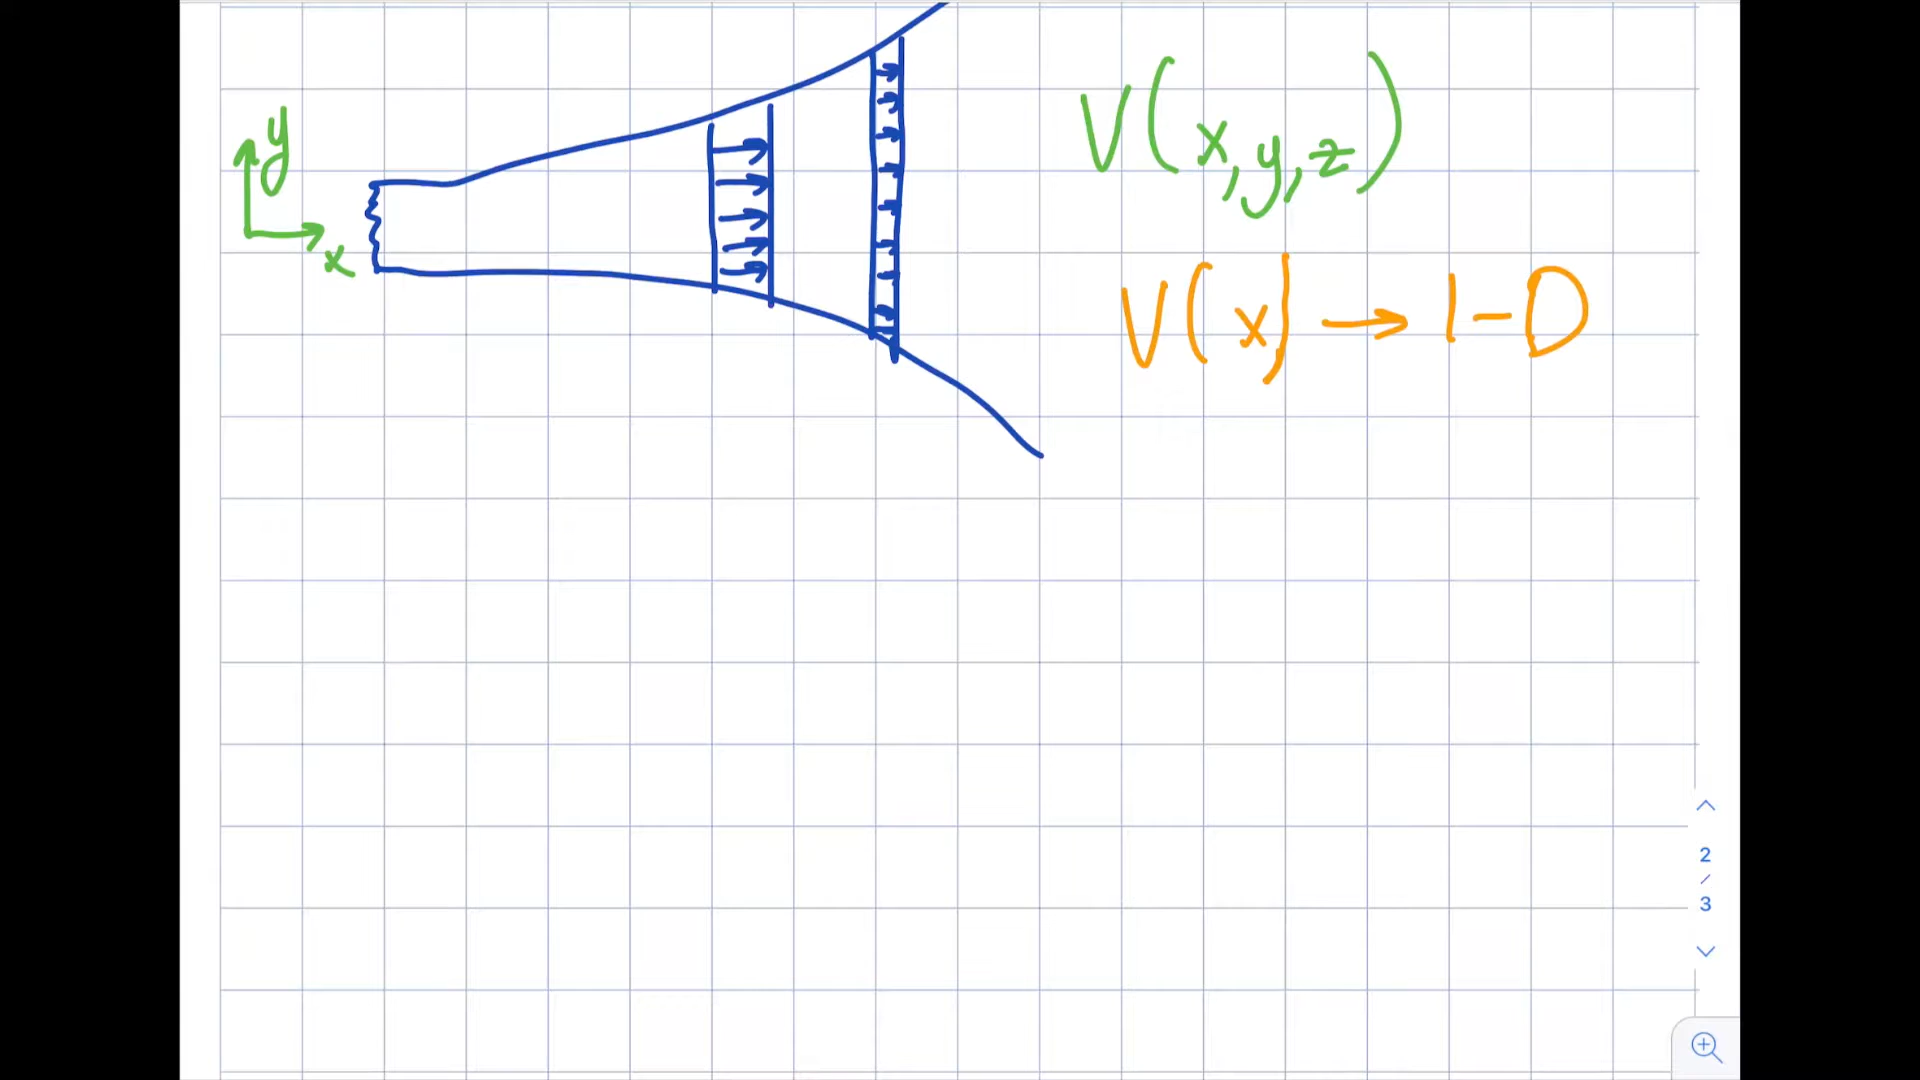 y
x
V(x,y,z)
V(x) → 1-D
2
/
3